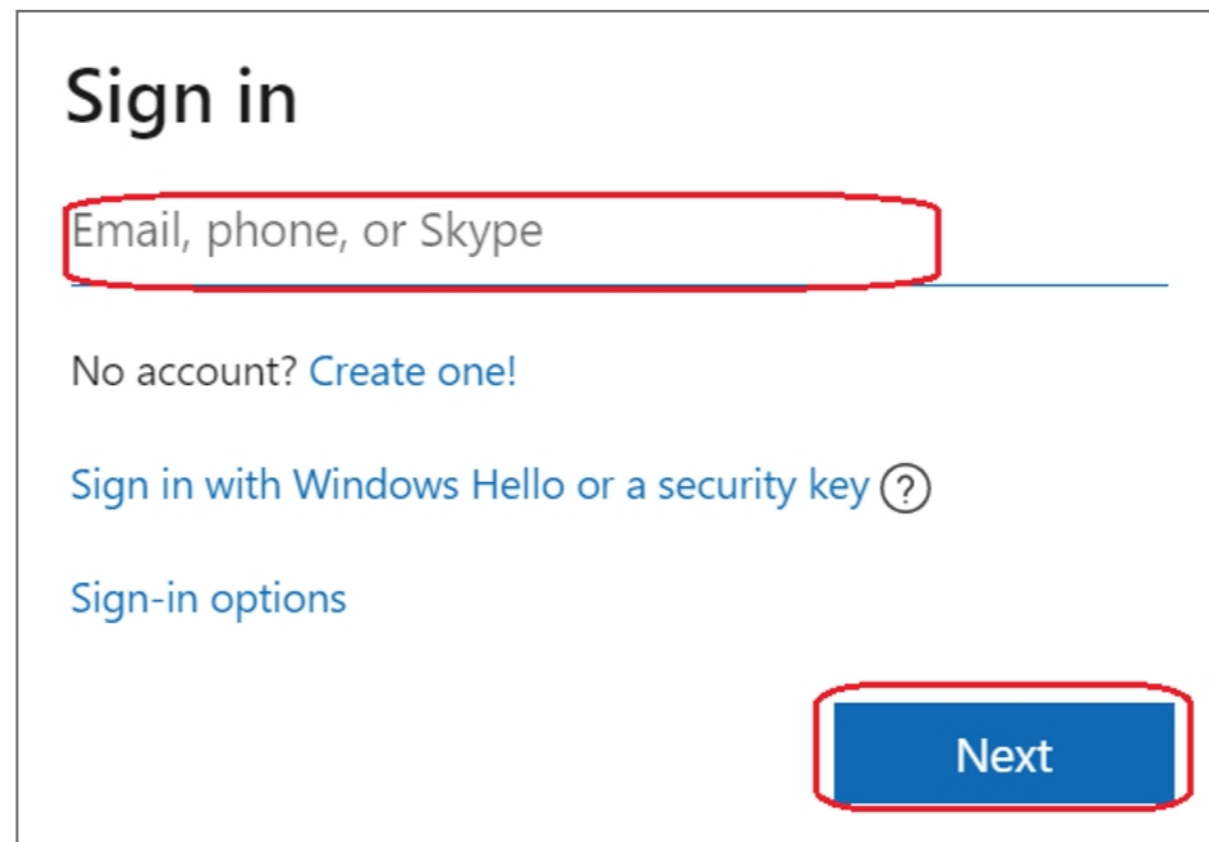 Sign in
Email, phone, or Skype
No account? Create one!
Sign in with Windows Hello or a security key ?
Sign-in options
Next